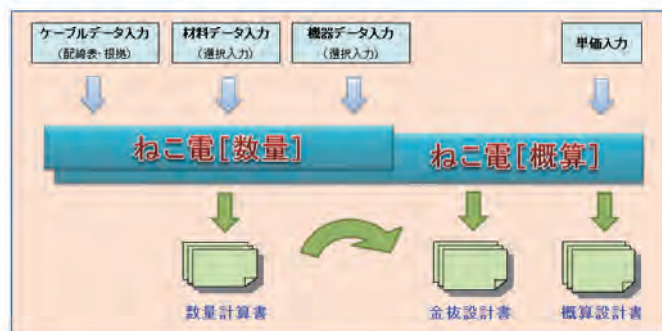 ケーブルデータ入力
(配線表・根拠)
材料データ入力
(選択入力)
機器データ入力
(選択入力)
単価入力
ねこ電[数量]
ねこ電[概算]
数量計算書
金抜設計書
概算設計書